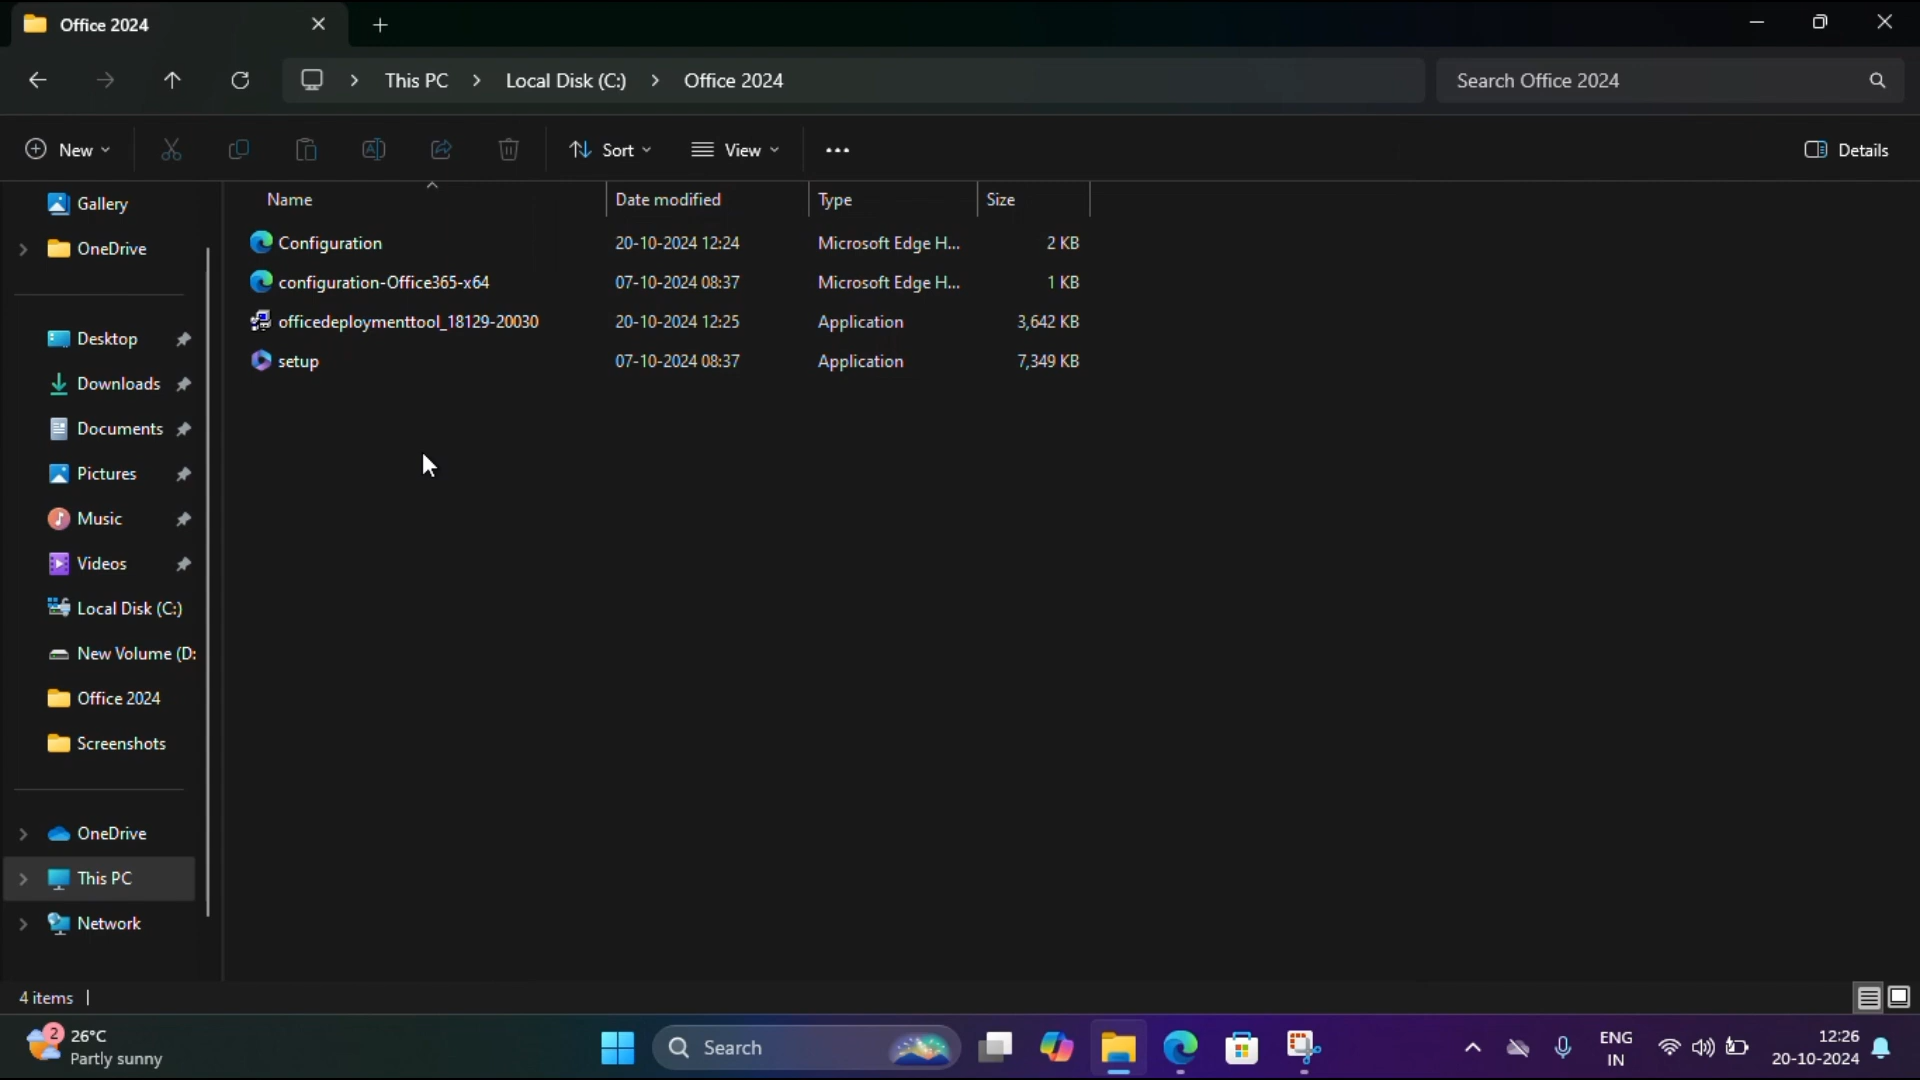 Office 2024
This PC > Local Disk (C:) > Office 2024
Search Office 2024
New
Sort
View
Details
Gallery
OneDrive
Desktop
Downloads
Documents
Pictures
Music
Videos
Local Disk (C:)
New Volume (D:
Office 2024
Screenshots
OneDrive
This PC
Network
Name Date modified Type Size
Configuration 20-10-2024 12:24 Microsoft Edge H... 2 KB
configuration-Office365-x64 07-10-2024 08:37 Microsoft Edge H... 1 KB
officedeploymenttool_18129-20030 20-10-2024 12:25 Application 3,642 KB
setup 07-10-2024 08:37 Application 7,349 KB
4 items
2
26°C
Partly sunny
Search
ENG
IN
12:26
20-10-2024